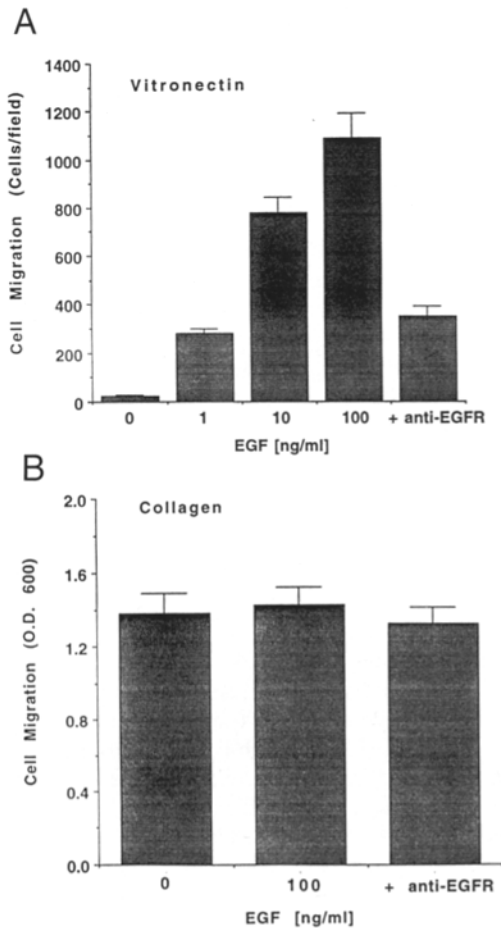 A
Vitronectin
Cell Migration (Cells/field)
1400
1200
1000
800
600
400
200
0
0 1 10 100 + anti-EGFR
EGF [ng/ml]
B
Collagen
Cell Migration (O.D. 600)
2.0
1.6
1.2
0.8
0.4
0.0
0 100 + anti-EGFR
EGF [ng/ml]